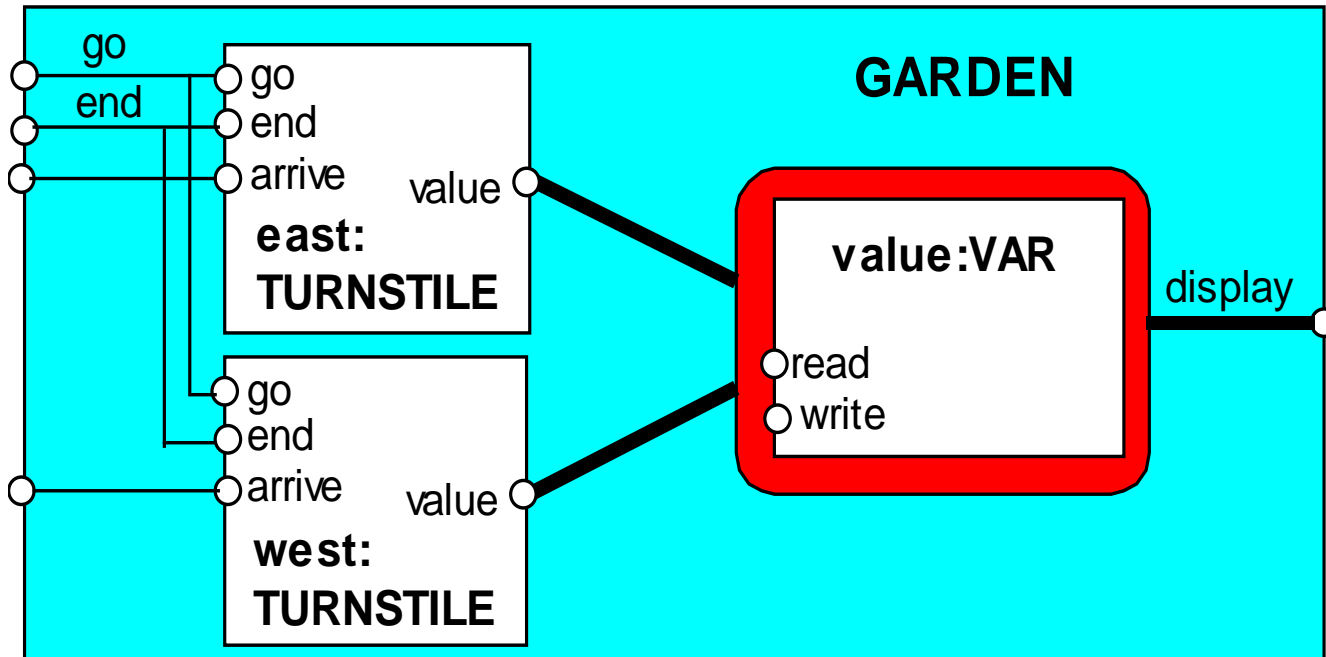 go
end
GARDEN
go
end
arrive
value
east:
TURNSTILE
value:VAR
read
write
display
go
end
arrive
value
west:
TURNSTILE